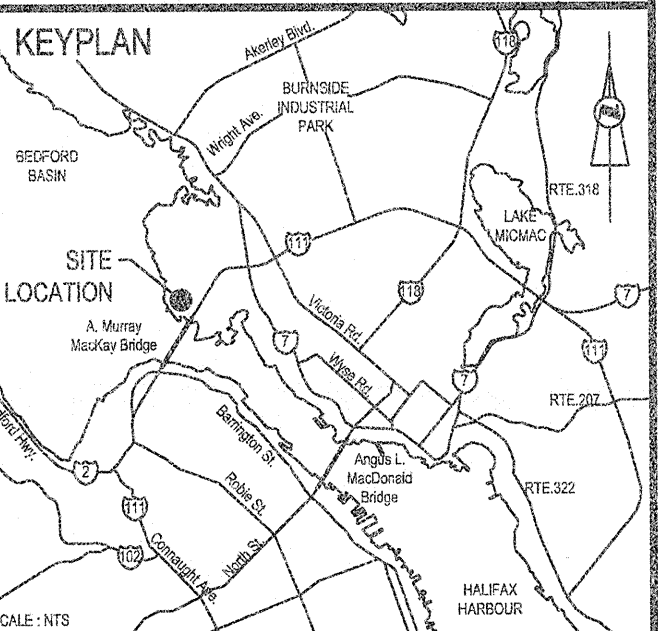 KEYPLAN
Akerley Blvd.
118
BURNSIDE
INDUSTRIAL
PARK
Wright Ave.
BEDFORD
BASIN
RTE.318
LAKE
MICMAC
111
SITE
LOCATION
118
7
Victoria Rd.
A. Murray
MacKay Bridge
7
111
Wyse Rd.
7
RTE.207
Barrington St.
ford Hwy.
Angus L.
MacDonald
Bridge
2
Robie St.
RTE.322
111
102
Connaught Ave.
North St.
HALIFAX
HARBOUR
CALE : NTS